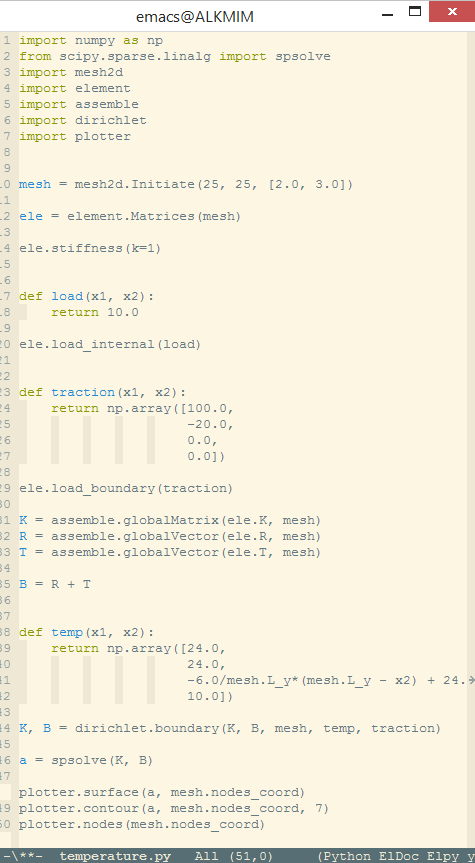 emacs@ALKMIM
1 import numpy as np
2 from scipy.sparse.linalg import spsolve
3 import mesh2d
4 import element
5 import assemble
6 import dirichlet
7 import plotter
8
9
10 mesh = mesh2d.Initiate(25, 25, [2.0, 3.0])
11
12 ele = element.Matrices(mesh)
13
14 ele.stiffness(k=1)
15
16
17 def load(x1, x2):
18     return 10.0
19
20 ele.load_internal(load)
21
22
23 def traction(x1, x2):
24     return np.array([100.0,
25                      -20.0,
26                      0.0,
27                      0.0])
28
29 ele.load_boundary(traction)
30
31 K = assemble.globalMatrix(ele.K, mesh)
32 R = assemble.globalVector(ele.R, mesh)
33 T = assemble.globalVector(ele.T, mesh)
34
35 B = R + T
36
37
38 def temp(x1, x2):
39     return np.array([24.0,
40                      24.0,
41                      -6.0/mesh.L_y*(mesh.L_y - x2) + 24.→
42                      10.0])
43
44 K, B = dirichlet.boundary(K, B, mesh, temp, traction)
45
46 a = spsolve(K, B)
47
plotter.surface(a, mesh.nodes_coord)
49 plotter.contour(a, mesh.nodes_coord, 7)
50 plotter.nodes(mesh.nodes_coord)
-\**-  temperature.py   All (51,0)     (Python ElDoc Elpy y